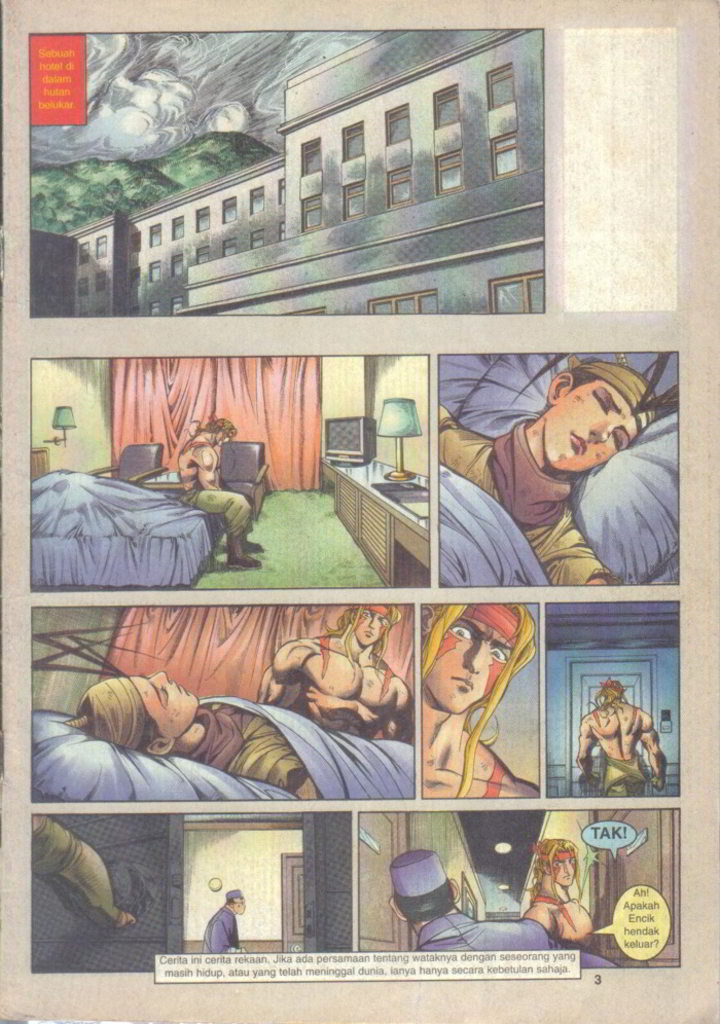 Sebuah
hotel di
dalam
hutan
belukar.
TAK!
Ah!
Apakah
Encik
hendak
keluar?
Cerita ini cerita rekaan. Jika ada persamaan tentang wataknya dengan seseorang yang
masih hidup, atau yang telah meninggal dunia, ianya hanya secara kebetulan sahaja.
3